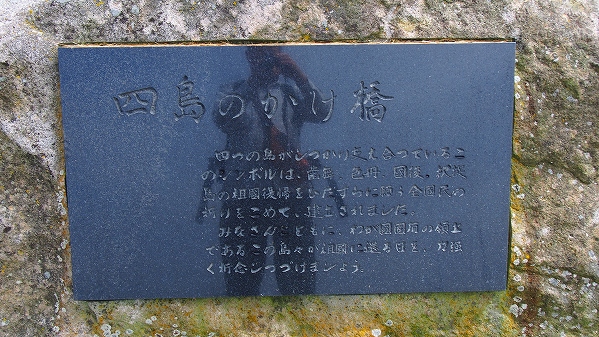 四島のかけ橋
四つの島がしっかり支え合っているこ
のシンボルは、歯舞、色丹、国後、択捉
島の祖国復帰をひたすらに願う全国民の
祈りをこめて、建立されました。
みなさんとともに、わが国固有の領土
であるこの島々が祖国に還る日を、力強
く祈念しつづけましょう。